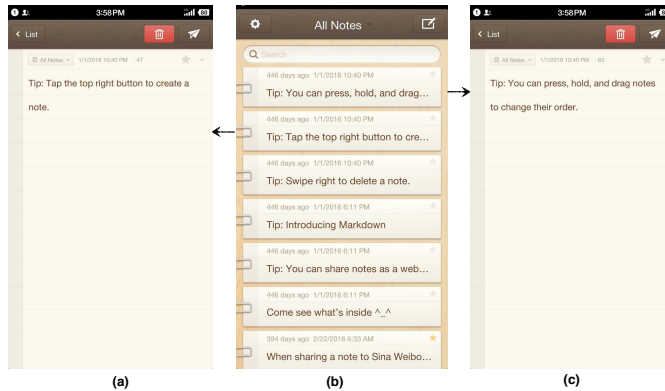 3:58PM
List
All Notes 1/1/2016 10:40 PM · 47
Tip: Tap the top right button to create a
note.
(a)
All Notes
Search
446 days ago 1/1/2016 10:40 PM
Tip: You can press, hold, and drag...
446 days ago 1/1/2016 10:40 PM
Tip: Tap the top right button to cre...
446 days ago 1/1/2016 10:40 PM
Tip: Swipe right to delete a note.
446 days ago 1/1/2016 6:11 PM
Tip: Introducing Markdown
446 days ago 1/1/2016 6:11 PM
Tip: You can share notes as a web...
446 days ago 1/1/2016 6:11 PM
Come see what's inside ^_^
394 days ago 2/22/2016 6:33 AM
When sharing a note to Sina Weibo...
(b)
3:58PM
List
All Notes 1/1/2016 10:40 PM · 63
Tip: You can press, hold, and drag notes
to change their order.
(c)